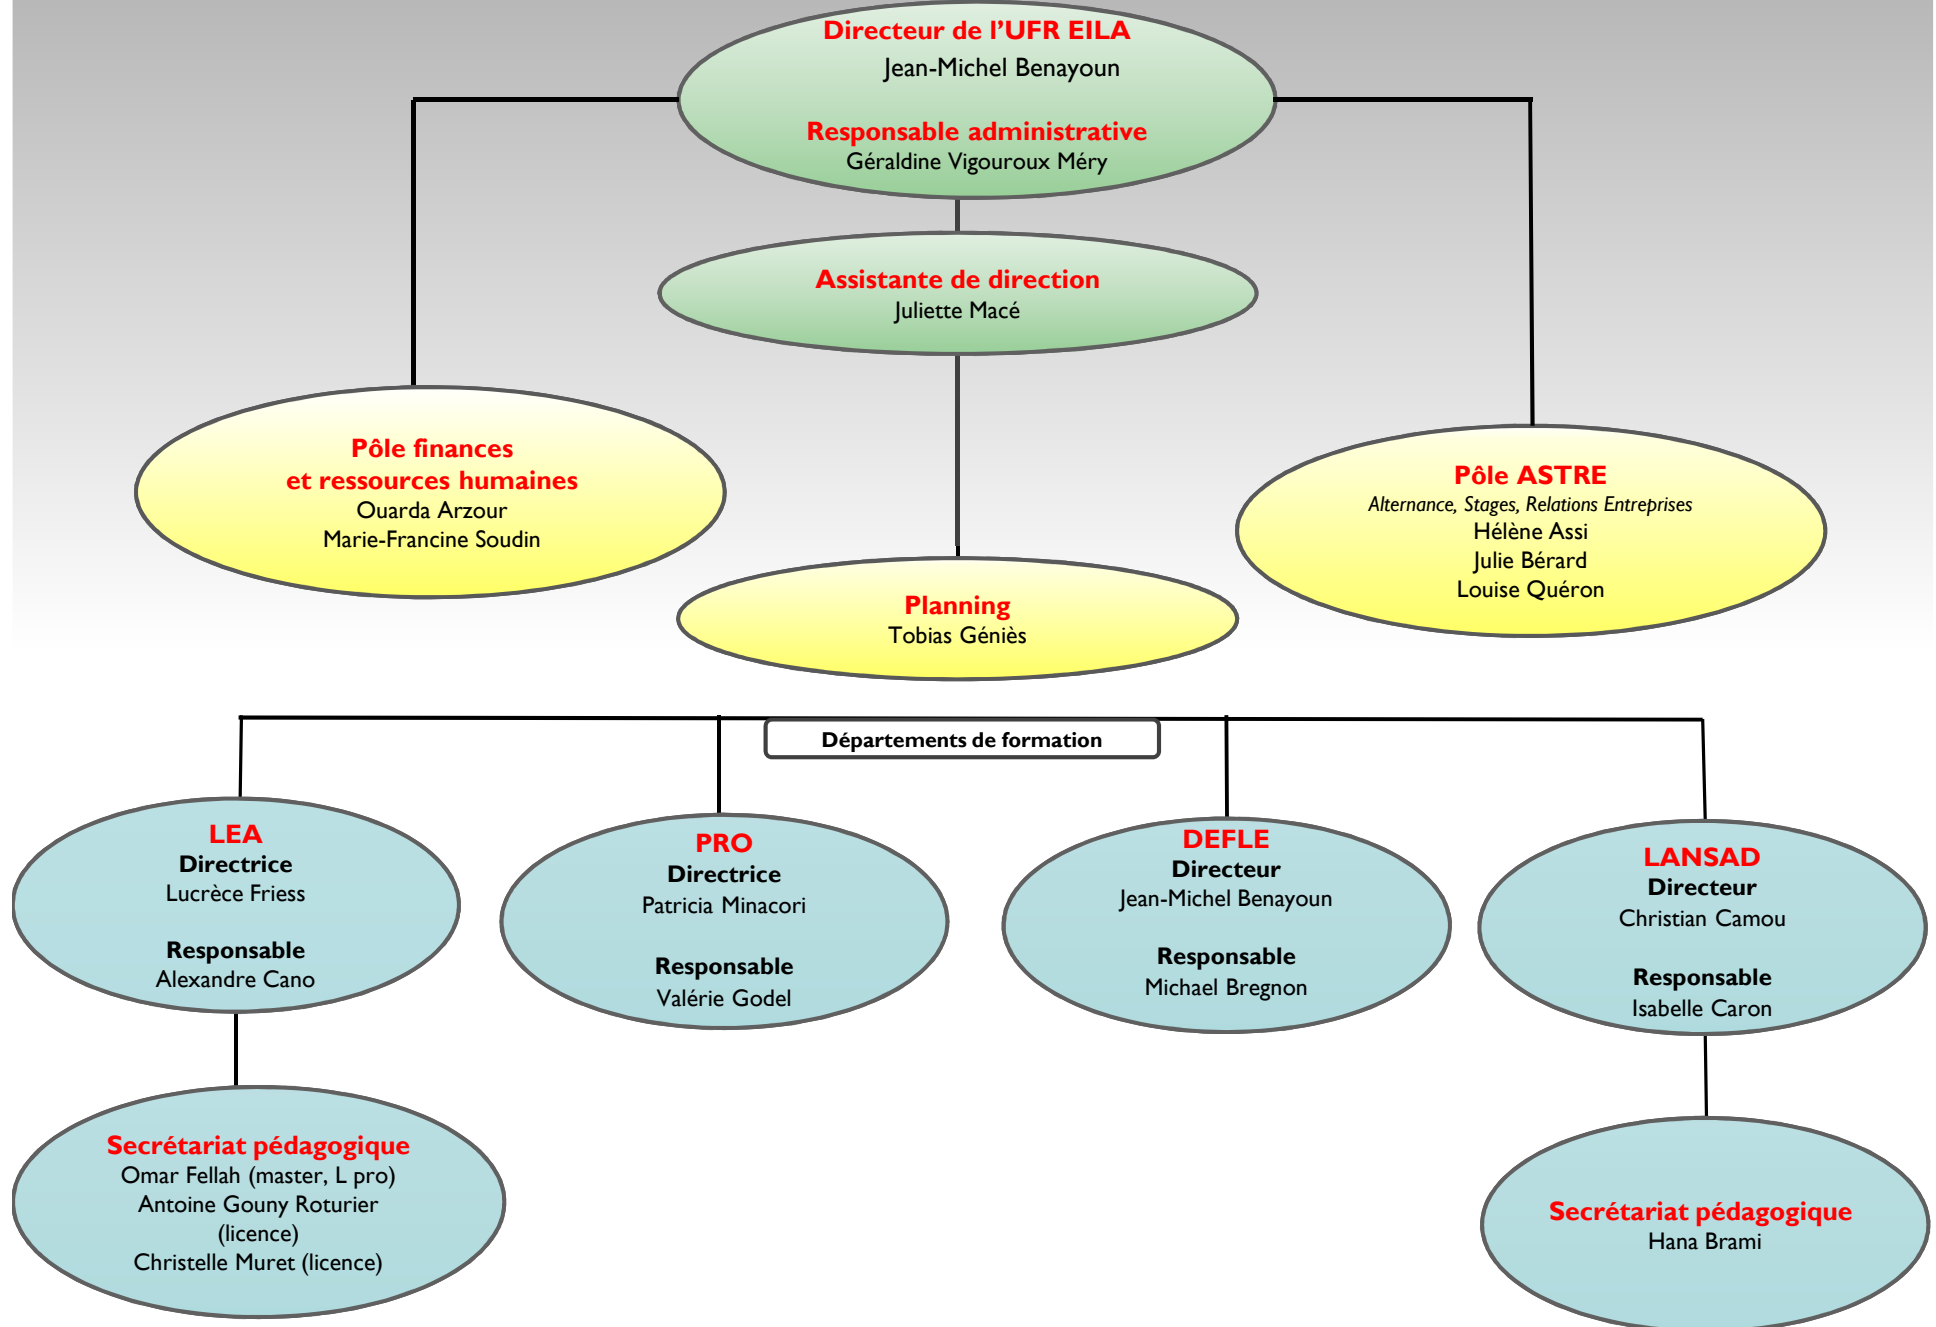 Directeur de l’UFR EILA
Jean-Michel Benayoun
Responsable administrative
Géraldine Vigouroux Méry
Assistante de direction
Juliette Macé
Pôle finances
et ressources humaines
Ouarda Arzour
Marie-Francine Soudin
Pôle ASTRE
Alternance, Stages, Relations Entreprises
Hélène Assi
Julie Bérard
Louise Quéron
Planning
Tobias Géniès
Départements de formation
LEA
Directrice
Lucrèce Friess
Responsable
Alexandre Cano
PRO
Directrice
Patricia Minacori
Responsable
Valérie Godel
DEFLE
Directeur
Jean-Michel Benayoun
Responsable
Michael Bregnon
LANSAD
Directeur
Christian Camou
Responsable
Isabelle Caron
Secrétariat pédagogique
Omar Fellah (master, L pro)
Antoine Gouny Roturier
(licence)
Christelle Muret (licence)
Secrétariat pédagogique
Hana Brami